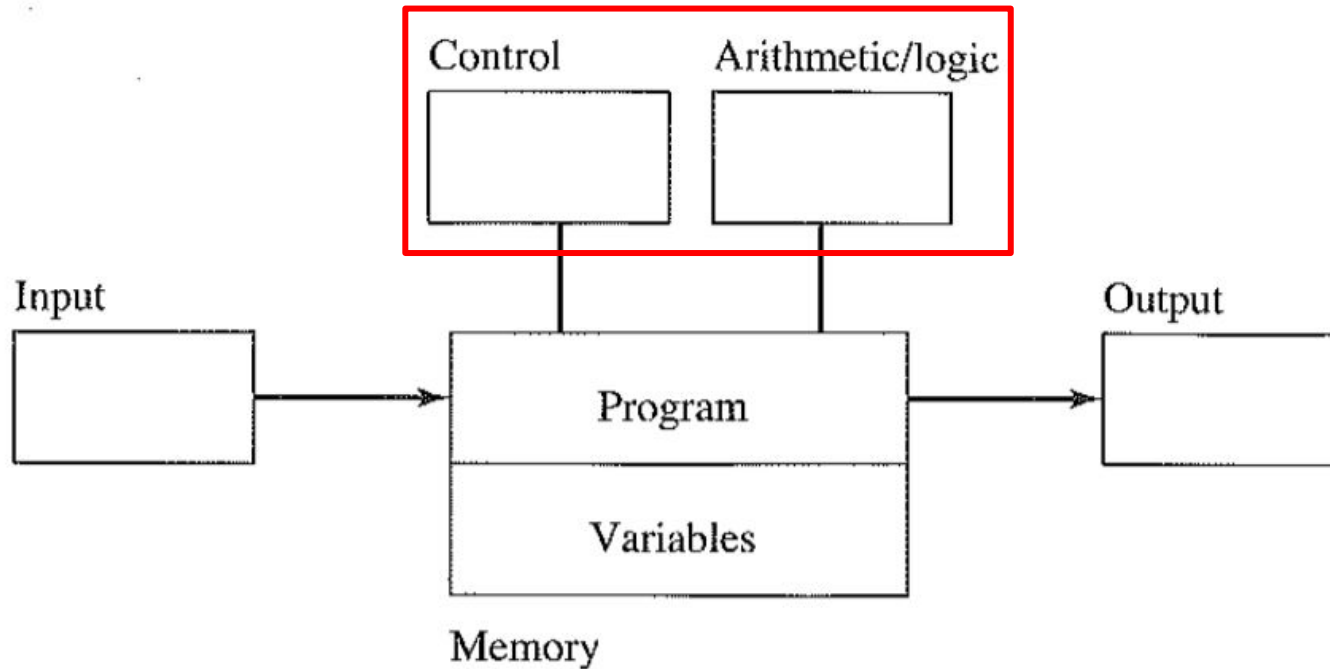 Control
Arithmetic/logic
Input
Output
Program
Variables
Memory